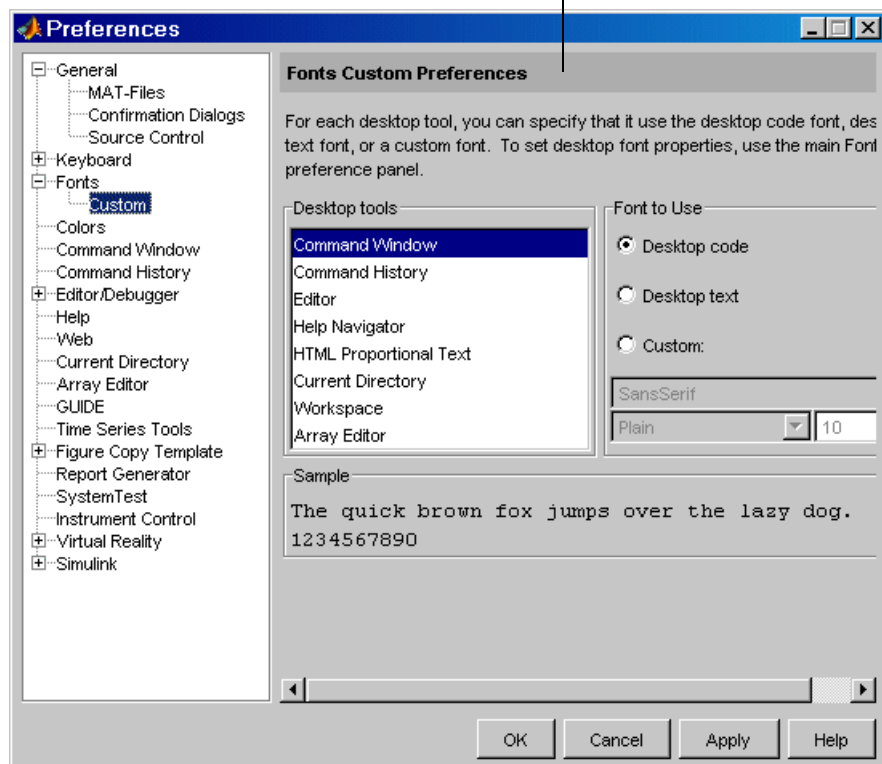 Preferences
General
MAT-Files
Confirmation Dialogs
Source Control
Keyboard
Fonts
Custom
Colors
Command Window
Command History
Editor/Debugger
Help
Web
Current Directory
Array Editor
GUIDE
Time Series Tools
Figure Copy Template
Report Generator
SystemTest
Instrument Control
Virtual Reality
Simulink
Fonts Custom Preferences
For each desktop tool, you can specify that it use the desktop code font, des
text font, or a custom font. To set desktop font properties, use the main Font
preference panel.
Desktop tools
Command Window
Command History
Editor
Help Navigator
HTML Proportional Text
Current Directory
Workspace
Array Editor
Font to Use
Desktop code
Desktop text
Custom:
SansSerif
Plain
10
Sample
The quick brown fox jumps over the lazy dog.
1234567890
OK
Cancel
Apply
Help